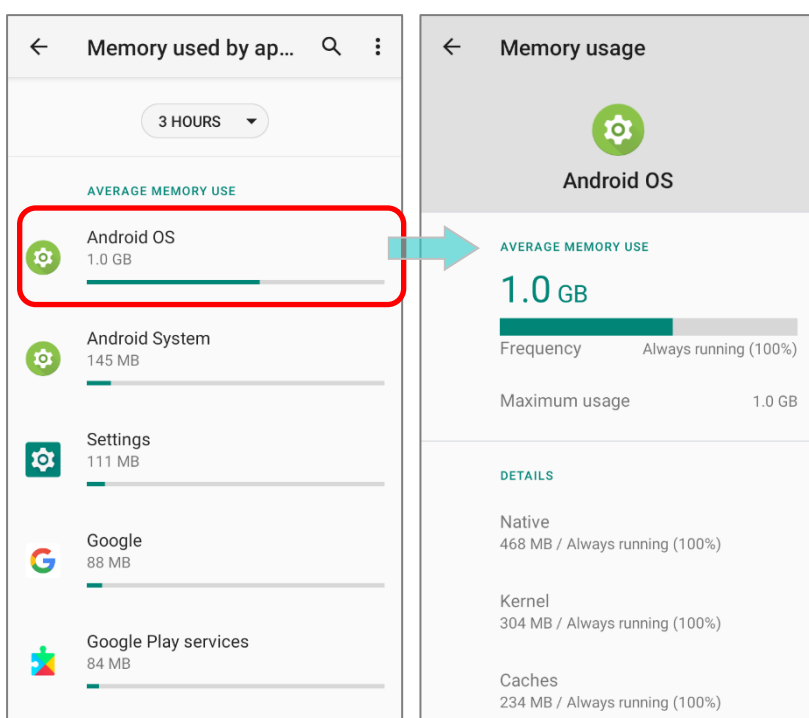 Memory used by ap...
3 HOURS
AVERAGE MEMORY USE
Android OS
1.0 GB
Android System
145 MB
Settings
111 MB
Google
88 MB
Google Play services
84 MB
Memory usage
Android OS
AVERAGE MEMORY USE
1.0 GB
Frequency Always running (100%)
Maximum usage 1.0 GB
DETAILS
Native
468 MB / Always running (100%)
Kernel
304 MB / Always running (100%)
Caches
234 MB / Always running (100%)